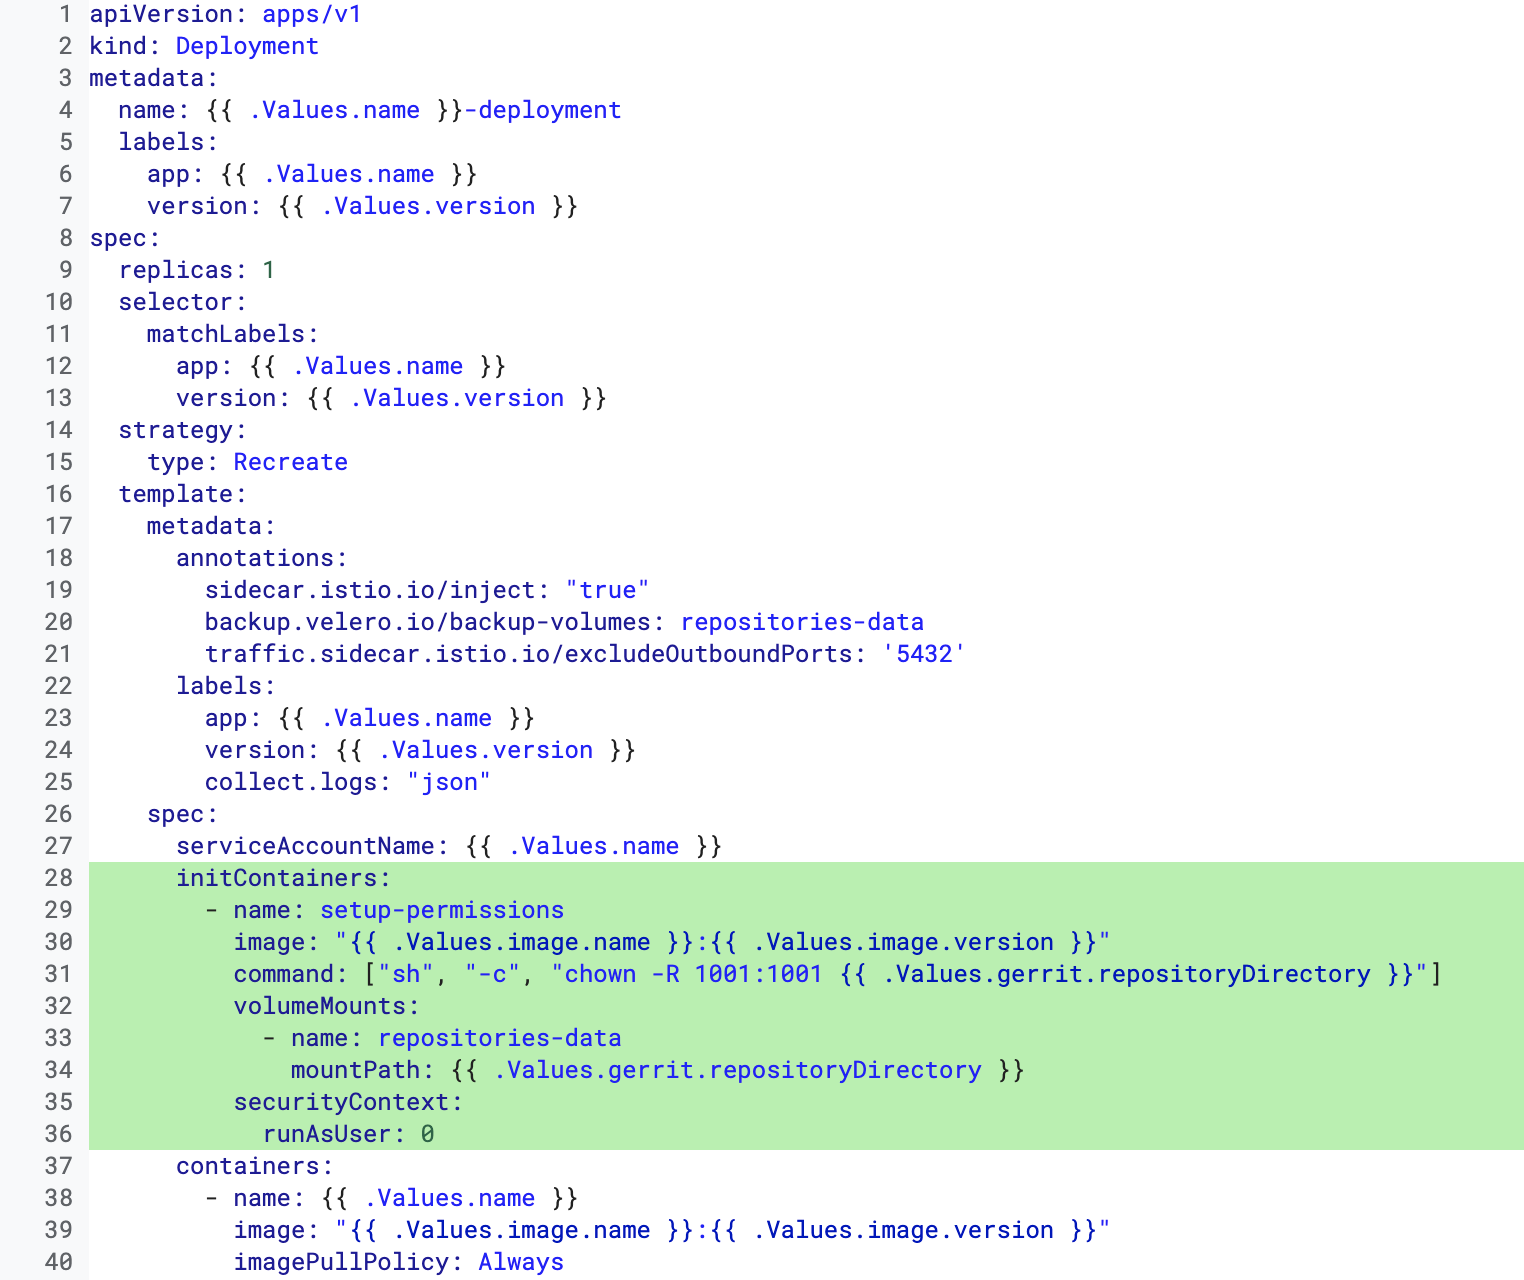 1 apiVersion: apps/v1
2 kind: Deployment
3 metadata:
4   name: {{ .Values.name }}-deployment
5   labels:
6     app: {{ .Values.name }}
7     version: {{ .Values.version }}
8 spec:
9   replicas: 1
10   selector:
11     matchLabels:
12       app: {{ .Values.name }}
13       version: {{ .Values.version }}
14   strategy:
15     type: Recreate
16   template:
17     metadata:
18       annotations:
19         sidecar.istio.io/inject: "true"
20         backup.velero.io/backup-volumes: repositories-data
21         traffic.sidecar.istio.io/excludeOutboundPorts: '5432'
22       labels:
23         app: {{ .Values.name }}
24         version: {{ .Values.version }}
25         collect.logs: "json"
26     spec:
27       serviceAccountName: {{ .Values.name }}
28       initContainers:
29         - name: setup-permissions
30           image: "{{ .Values.image.name }}:{{ .Values.image.version }}"
31           command: ["sh", "-c", "chown -R 1001:1001 {{ .Values.gerrit.repositoryDirectory }}"]
32           volumeMounts:
33             - name: repositories-data
34               mountPath: {{ .Values.gerrit.repositoryDirectory }}
35           securityContext:
36             runAsUser: 0
37       containers:
38         - name: {{ .Values.name }}
39           image: "{{ .Values.image.name }}:{{ .Values.image.version }}"
40           imagePullPolicy: Always